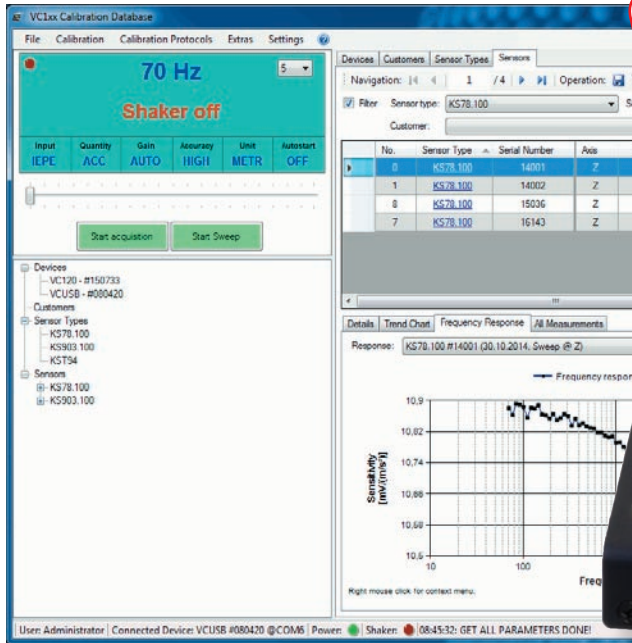 VC1xx Calibration Database
File Calibration Calibration Protocols Extras Settings
70 Hz
5
Shaker off
Input Quantity Gain Accuracy Unit Autostart
IEPE ACC AUTO HIGH METR OFF
Start acquisition Start Sweep
Devices
VC120 - #150733
VCUSB - #080420
Customers
Sensor Types
KS78.100
KS903.100
KST94
Sensors
KS78.100
KS903.100
Devices Customers Sensor Types Sensors
Navigation: 1 / 4 Operation:
Filter Sensor type: KS78.100 S
Customer:
No. Sensor Type Serial Number Axis
0 KS78.100 14001 Z
1 KS78.100 14002 Z
8 KS78.100 15036 Z
7 KS78.100 16143 Z
Details Trend Chart Frequency Response All Measurements
Response: KS78.100 #14001 (30.10.2014, Sweep @ Z)
Frequency respon
Sensitivity
[mV/(m/s²)]
10,9
10,82
10,74
10,66
10,58
10,5
10 100
Freq
Right mouse click for context menu.
User: Administrator Connected Device: VCUSB #080420 @COM6 Power: Shaker: 08:45:32: GET ALL PARAMETERS DONE!